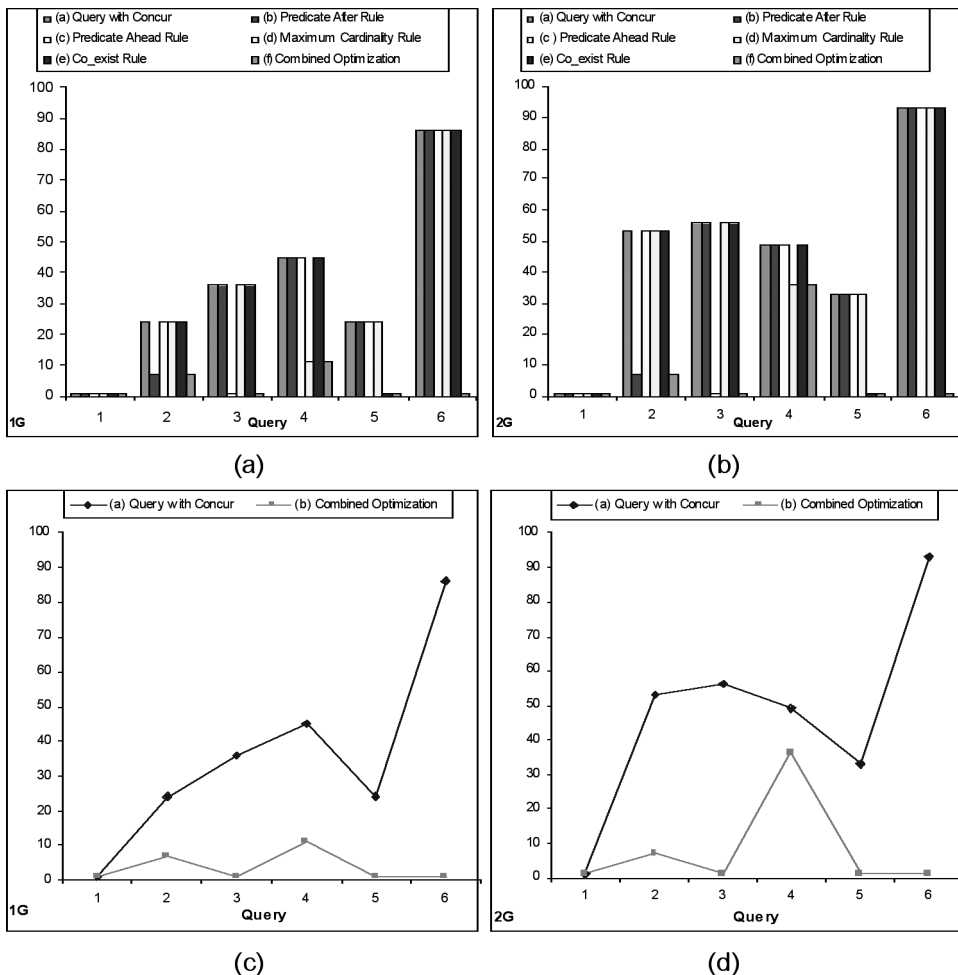 (a) Query with Concur (b) Predicate After Rule
(c) Predicate Ahead Rule (d) Maximum Cardinality Rule
(e) Co_exist Rule (f) Combined Optimization
100
90
80
70
60
50
40
30
20
10
0
1 2 3 4 5 6
1G Query
(a)
(a) Query with Concur (b) Predicate After Rule
(c ) Predicate Ahead Rule (d) Maximum Cardinality Rule
(e) Co_exist Rule (f) Combined Optimization
100
90
80
70
60
50
40
30
20
10
0
1 2 3 4 5 6
2G Query
(b)
(a) Query with Concur (b) Combined Optimization
100
90
80
70
60
50
40
30
20
10
0
1 2 3 4 5 6
1G Query
(c)
(a) Query with Concur (b) Combined Optimization
100
90
80
70
60
50
40
30
20
10
0
1 2 3 4 5 6
2G Query
(d)